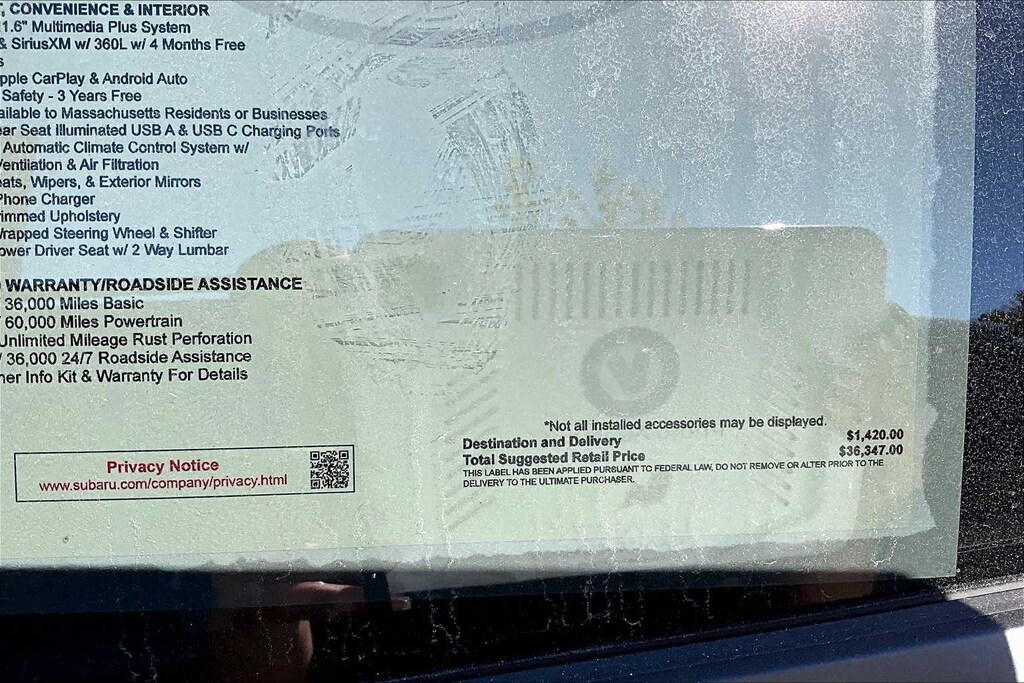 , CONVENIENCE & INTERIOR
11.6" Multimedia Plus System
& SiriusXM w/ 360L w/ 4 Months Free
s
pple CarPlay & Android Auto
Safety - 3 Years Free
ailable to Massachusetts Residents or Businesses
ear Seat Illuminated USB A & USB C Charging Ports
Automatic Climate Control System w/
Ventilation & Air Filtration
eats, Wipers, & Exterior Mirrors
Phone Charger
rimmed Upholstery
Wrapped Steering Wheel & Shifter
ower Driver Seat w/ 2 Way Lumbar
WARRANTY/ROADSIDE ASSISTANCE
36,000 Miles Basic
60,000 Miles Powertrain
Unlimited Mileage Rust Perforation
/ 36,000 24/7 Roadside Assistance
ner Info Kit & Warranty For Details
Privacy Notice
www.subaru.com/company/privacy.html
*Not all installed accessories may be displayed.
Destination and Delivery $1,420.00
Total Suggested Retail Price $36,347.00
THIS LABEL HAS BEEN APPLIED PURSUANT TO FEDERAL LAW, DO NOT REMOVE OR ALTER PRIOR TO THE
DELIVERY TO THE ULTIMATE PURCHASER.